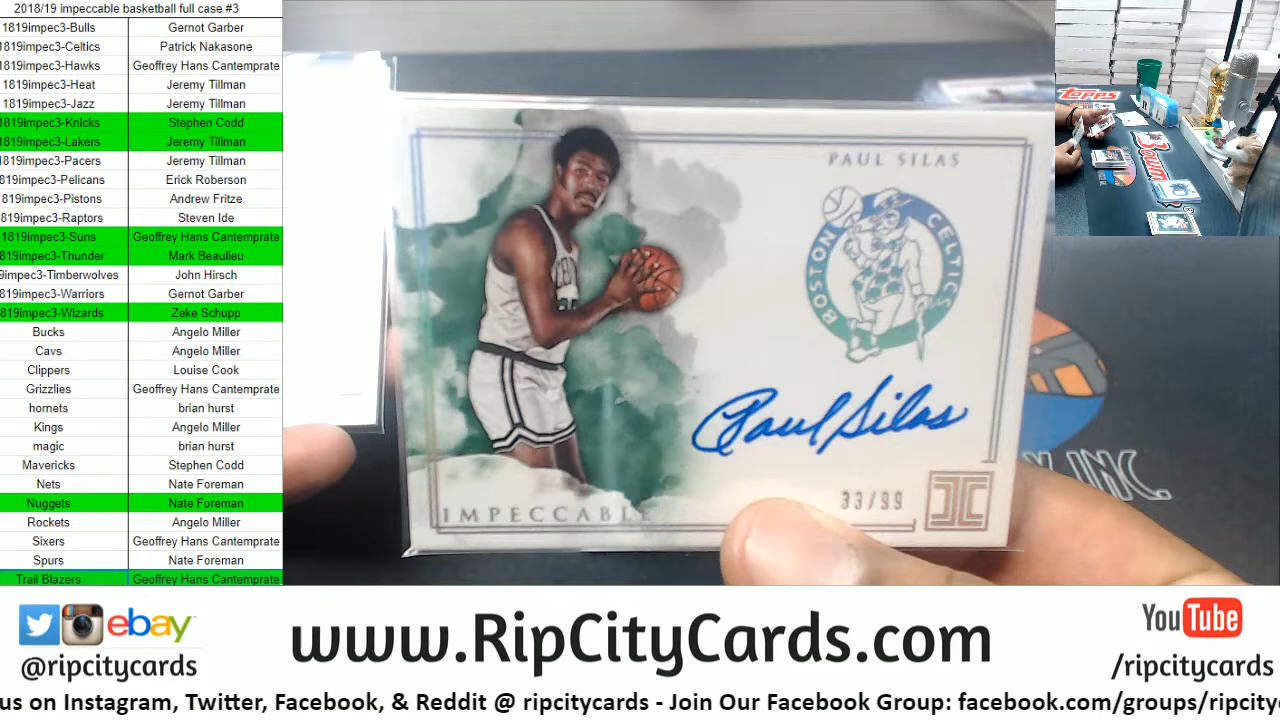 2018/19 impeccable basketball full case #3
1819impec3-Bulls Gernot Garber
1819impec3-Celtics Patrick Nakasone
1819impec3-Hawks Geoffrey Hans Cantemprate
1819impec3-Heat Jeremy Tillman
1819impec3-Jazz Jeremy Tillman
1819impec3-Knicks Stephen Codd
1819impec3-Lakers Jeremy Tillman
1819impec3-Pacers Jeremy Tillman
819impec3-Pelicans Erick Roberson
819impec3-Pistons Andrew Fritze
819impec3-Raptors Steven Ide
1819impec3-Suns Geoffrey Hans Cantemprate
819impec3-Thunder Mark Beaulieu
9impec3-Timberwolves John Hirsch
819impec3-Warriors Gernot Garber
819impec3-Wizards Zeke Schupp
Bucks Angelo Miller
Cavs Angelo Miller
Clippers Louise Cook
Grizzlies Geoffrey Hans Cantemprate
hornets brian hurst
Kings Angelo Miller
magic brian hurst
Mavericks Stephen Codd
Nets Nate Foreman
Nuggets Nate Foreman
Rockets Angelo Miller
Sixers Geoffrey Hans Cantemprate
Spurs Nate Foreman
Trail Blazers Geoffrey Hans Cantemprate
PAUL SILAS
BOSTON CELTICS
Paul Silas
33/99
IMPECCABLE
INC.
topps
ebay
@ripcitycards
www.RipCityCards.com
YouTube
/ripcitycards
us on Instagram, Twitter, Facebook, & Reddit @ ripcitycards - Join Our Facebook Group: facebook.com/groups/ripcity